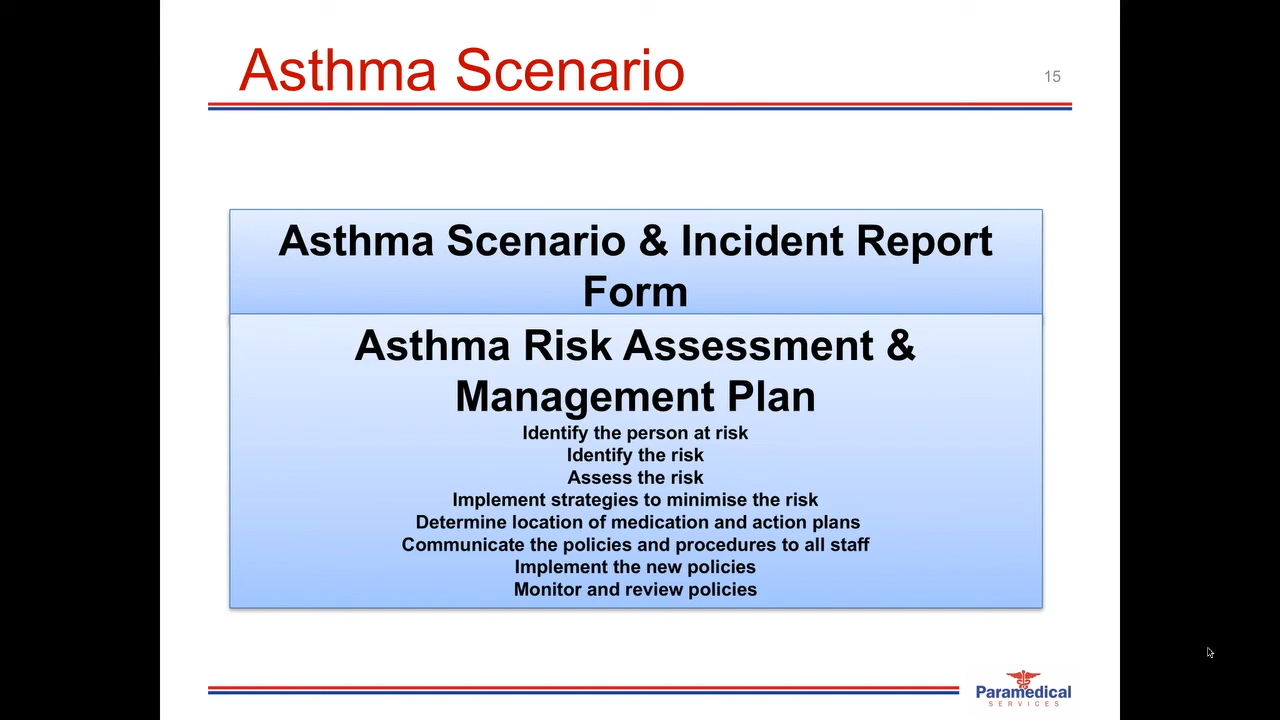 Asthma Scenario
15
Asthma Scenario & Incident Report
Form
Asthma Risk Assessment &
Management Plan
Identify the person at risk
Identify the risk
Assess the risk
Implement strategies to minimise the risk
Determine location of medication and action plans
Communicate the policies and procedures to all staff
Implement the new policies
Monitor and review policies
Paramedical
SERVICES